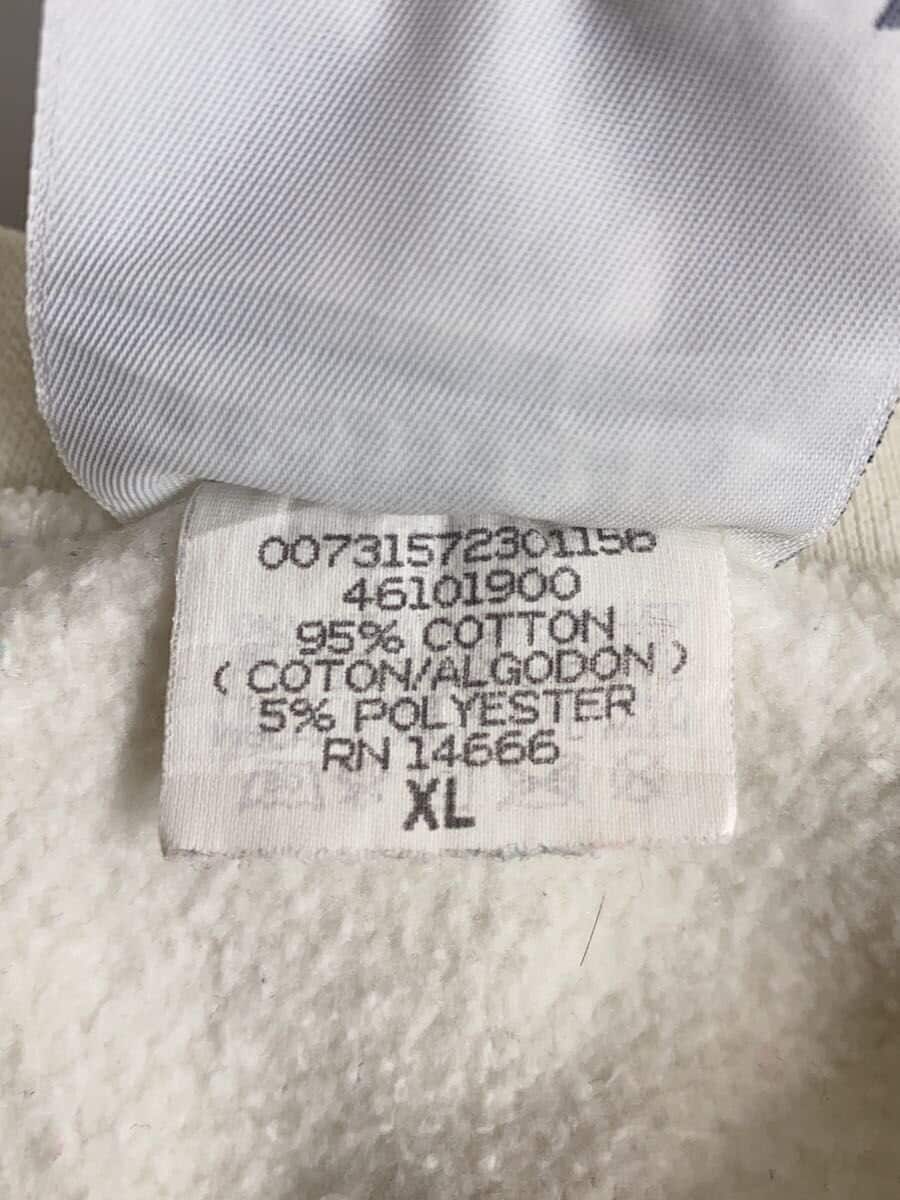 00731572301156
46101900
95% COTTON
( COTON/ALGODON )
5% POLYESTER
RN 14666
XL